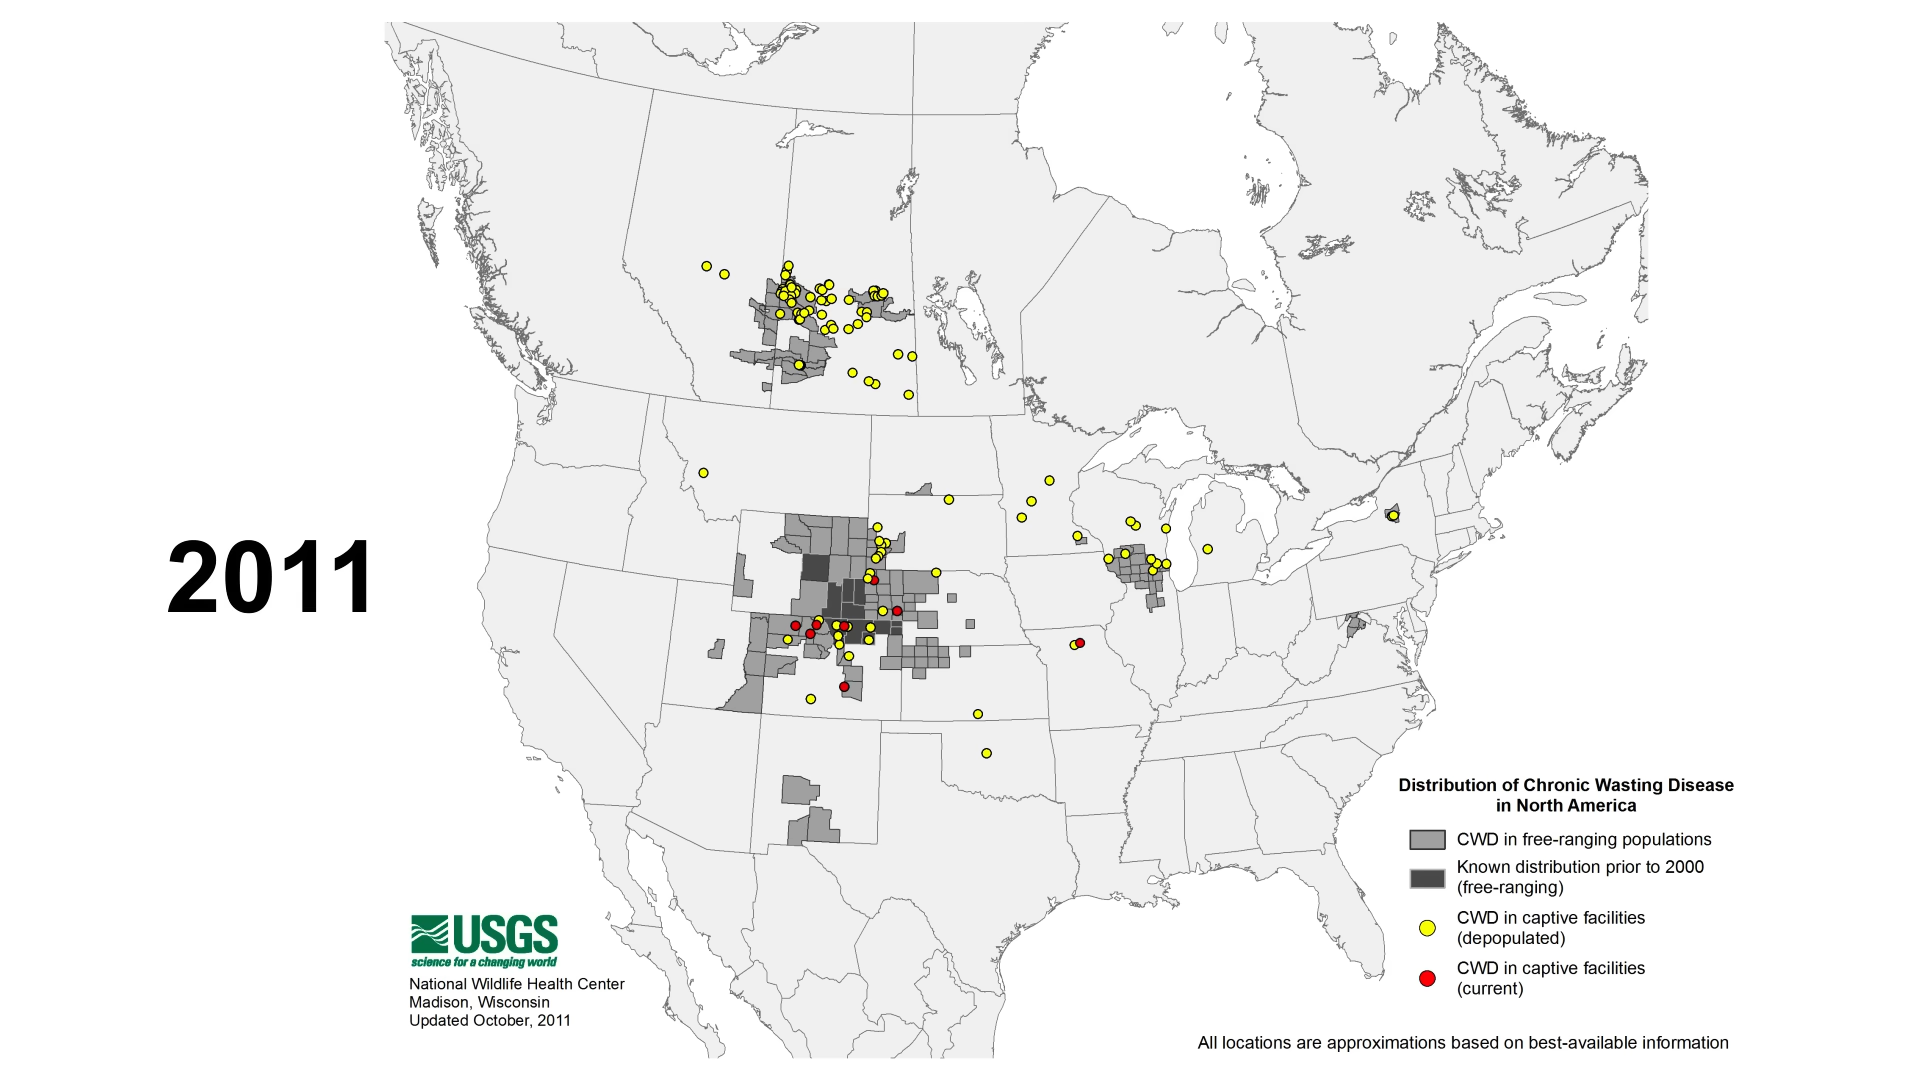 2011
Distribution of Chronic Wasting Disease
in North America
CWD in free-ranging populations
Known distribution prior to 2000
(free-ranging)
CWD in captive facilities
(depopulated)
CWD in captive facilities
(current)
USGS
science for a changing world
National Wildlife Health Center
Madison, Wisconsin
Updated October, 2011
All locations are approximations based on best-available information